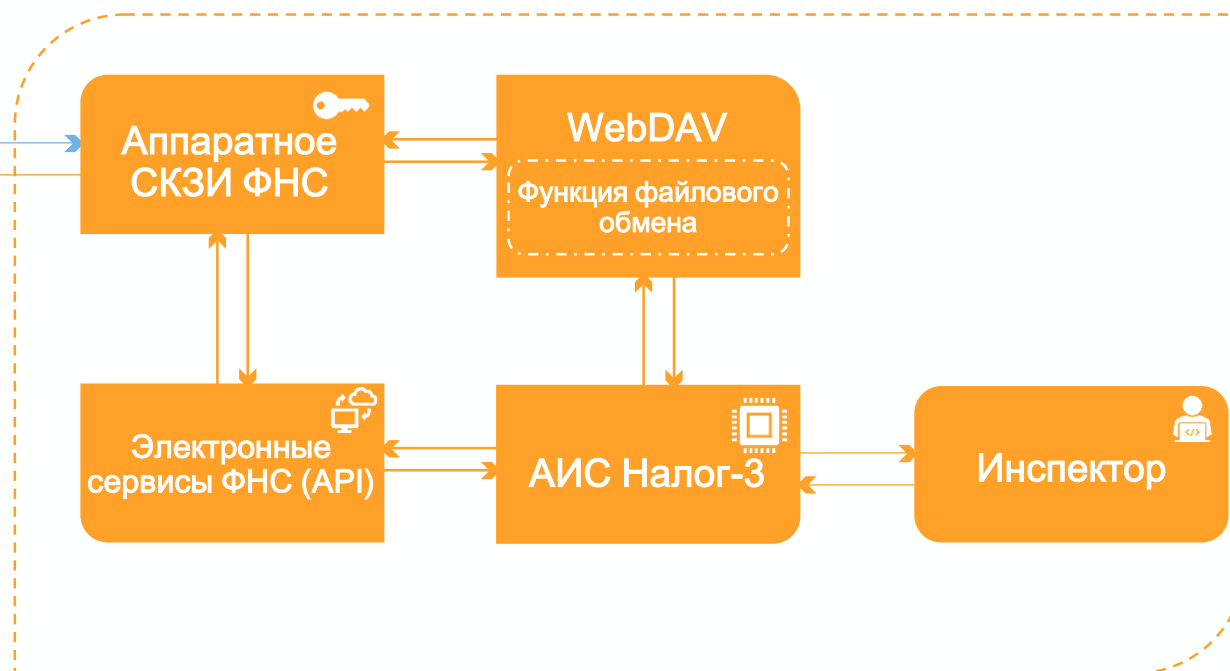 Аппаратное
СКЗИ ФНС
WebDAV
Функция файлового
обмена
Электронные
сервисы ФНС (API)
АИС Налог-3
Инспектор